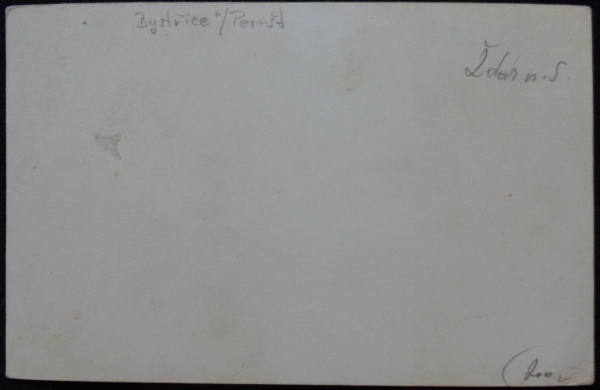 Bystřice n/Pernšt.
Žďár n. S.